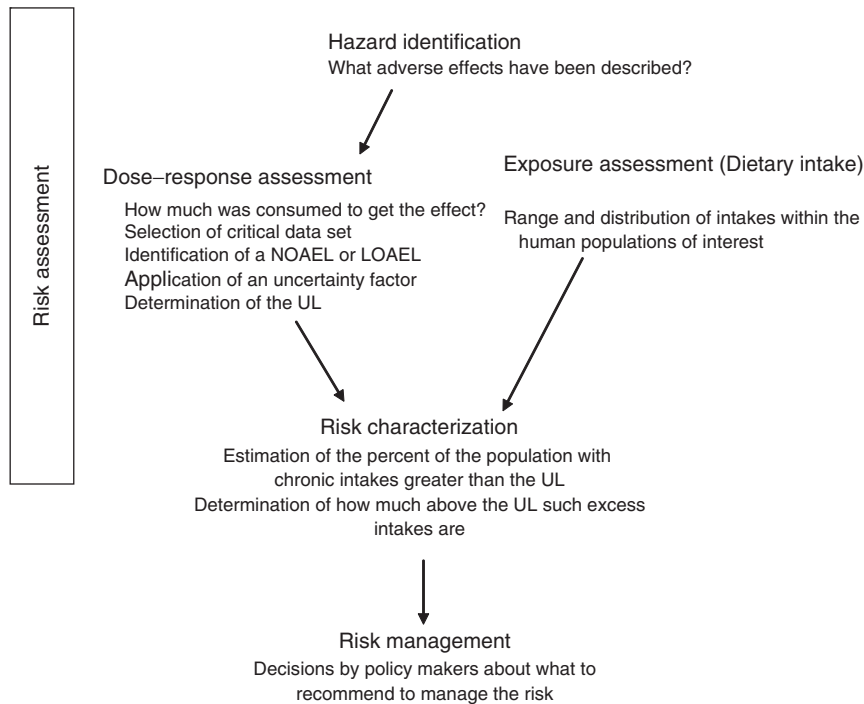 Risk assessment
Hazard identification
What adverse effects have been described?
Dose–response assessment
How much was consumed to get the effect?
Selection of critical data set
Identification of a NOAEL or LOAEL
Application of an uncertainty factor
Determination of the UL
Exposure assessment (Dietary intake)
Range and distribution of intakes within the
human populations of interest
Risk characterization
Estimation of the percent of the population with
chronic intakes greater than the UL
Determination of how much above the UL such excess
intakes are
Risk management
Decisions by policy makers about what to
recommend to manage the risk